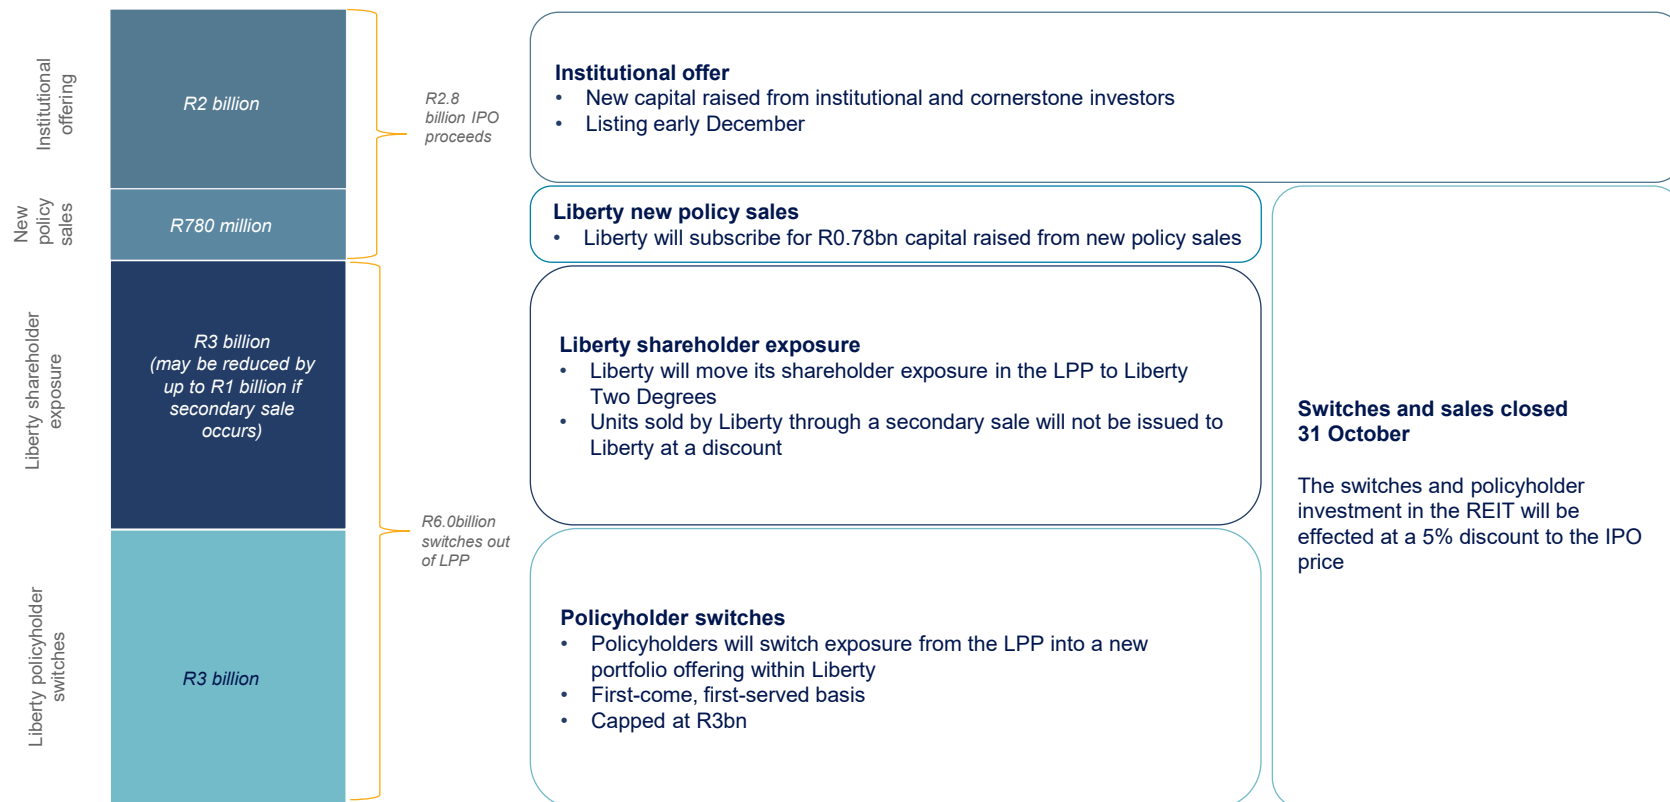 Institutional
offering
R2 billion
R2.8
billion IPO
proceeds
Institutional offer
• New capital raised from institutional and cornerstone investors
• Listing early December
New
policy
sales
R780 million
Liberty new policy sales
• Liberty will subscribe for R0.78bn capital raised from new policy sales
Liberty shareholder
exposure
R3 billion
(may be reduced by
up to R1 billion if
secondary sale
occurs)
Liberty shareholder exposure
• Liberty will move its shareholder exposure in the LPP to Liberty
Two Degrees
• Units sold by Liberty through a secondary sale will not be issued to
Liberty at a discount
R6.0billion
switches out
of LPP
Liberty policyholder
switches
R3 billion
Policyholder switches
• Policyholders will switch exposure from the LPP into a new
portfolio offering within Liberty
• First-come, first-served basis
• Capped at R3bn
Switches and sales closed
31 October
The switches and policyholder
investment in the REIT will be
effected at a 5% discount to the IPO
price